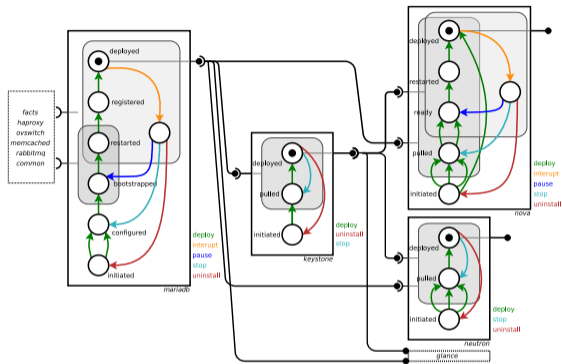 facts
haproxy
ovswitch
memcached
rabbitmq
common
deployed
registered
restarted
bootstrapped
configured
initiated
deploy
interupt
pause
stop
uninstall
mariadb
deployed
pulled
initiated
deploy
uninstall
stop
keystone
deployed
restarted
ready
pulled
initiated
deploy
interupt
pause
stop
uninstall
nova
deployed
pulled
initiated
deploy
stop
uninstall
neutron
glance